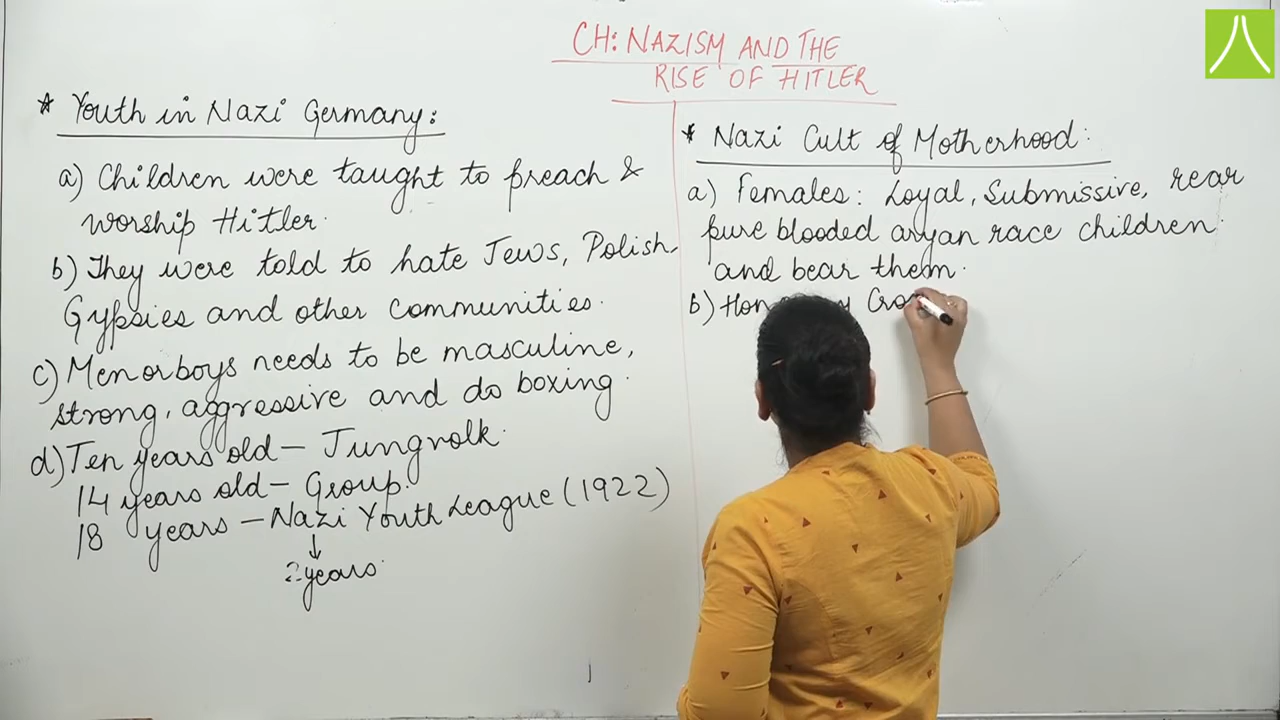 CH: NAZISM AND THE
RISE OF HITLER
* Youth in Nazi Germany:
a) Children were taught to preach &
worship Hitler.
b) They were told to hate Jews, Polish
Gypsies and other communities.
c) Men or boys needs to be masculine,
strong, aggressive and do boxing.
d) Ten years old – Jungvolk.
14 years old – Group.
18 years – Nazi Youth League (1922)
↓
2 years.
* Nazi Cult of Motherhood:
a) Females: Loyal, Submissive, rear
pure blooded aryan race children
and bear them.
b)